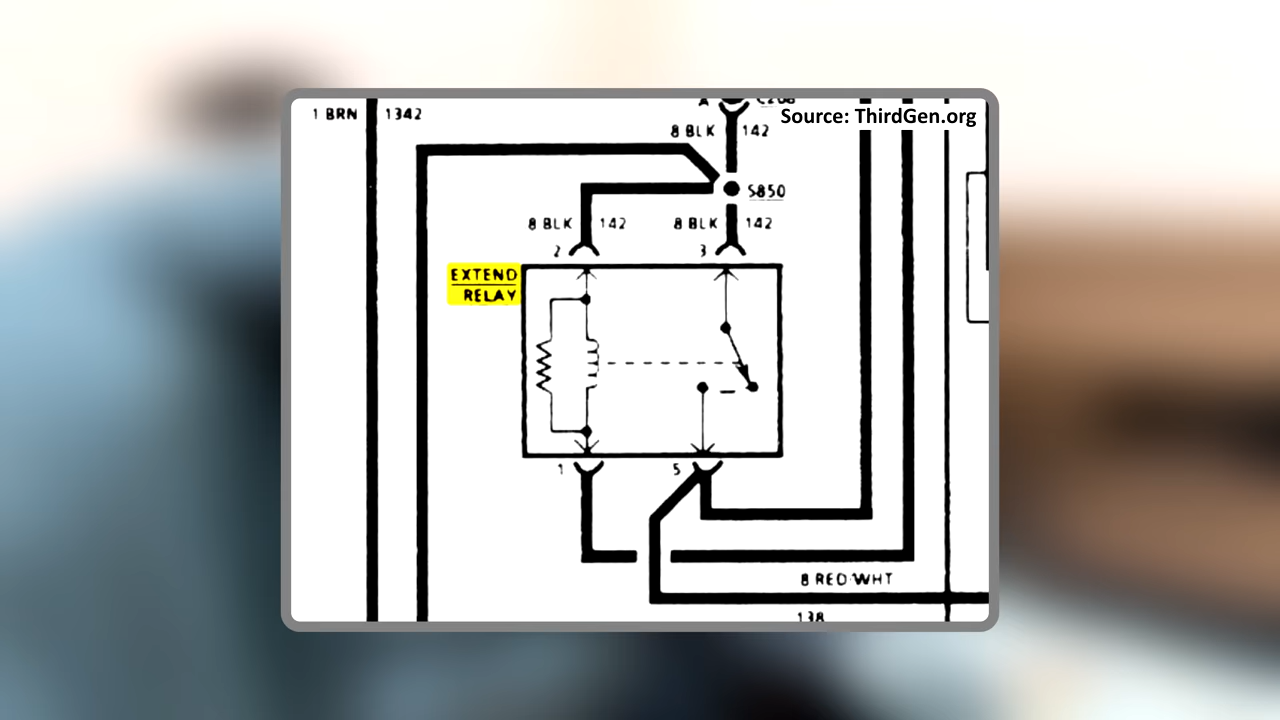 1 BRN 1342
A C208
Source: ThirdGen.org
8 BLK 142
S850
8 BLK 142 8 BLK 142
2 3
EXTEND
RELAY
1 5
8 RED/WHT
138